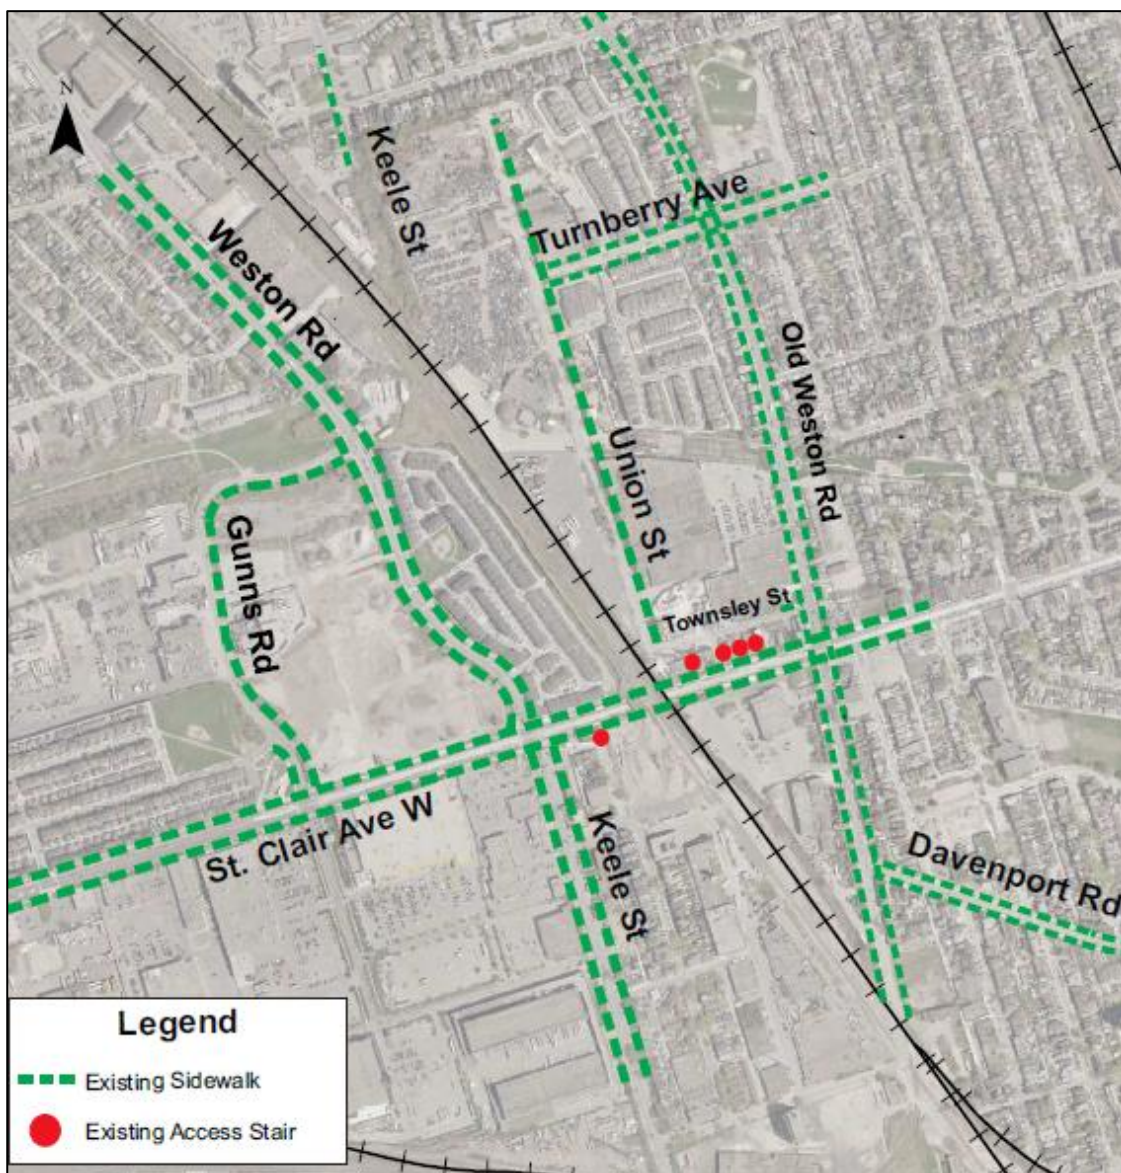 N
Keele St
Turnberry Ave
Weston Rd
Old Weston Rd
Union St
Gunns Rd
Townsley St
St. Clair Ave W
Keele St
Davenport Rd
Legend
Existing Sidewalk
Existing Access Stair